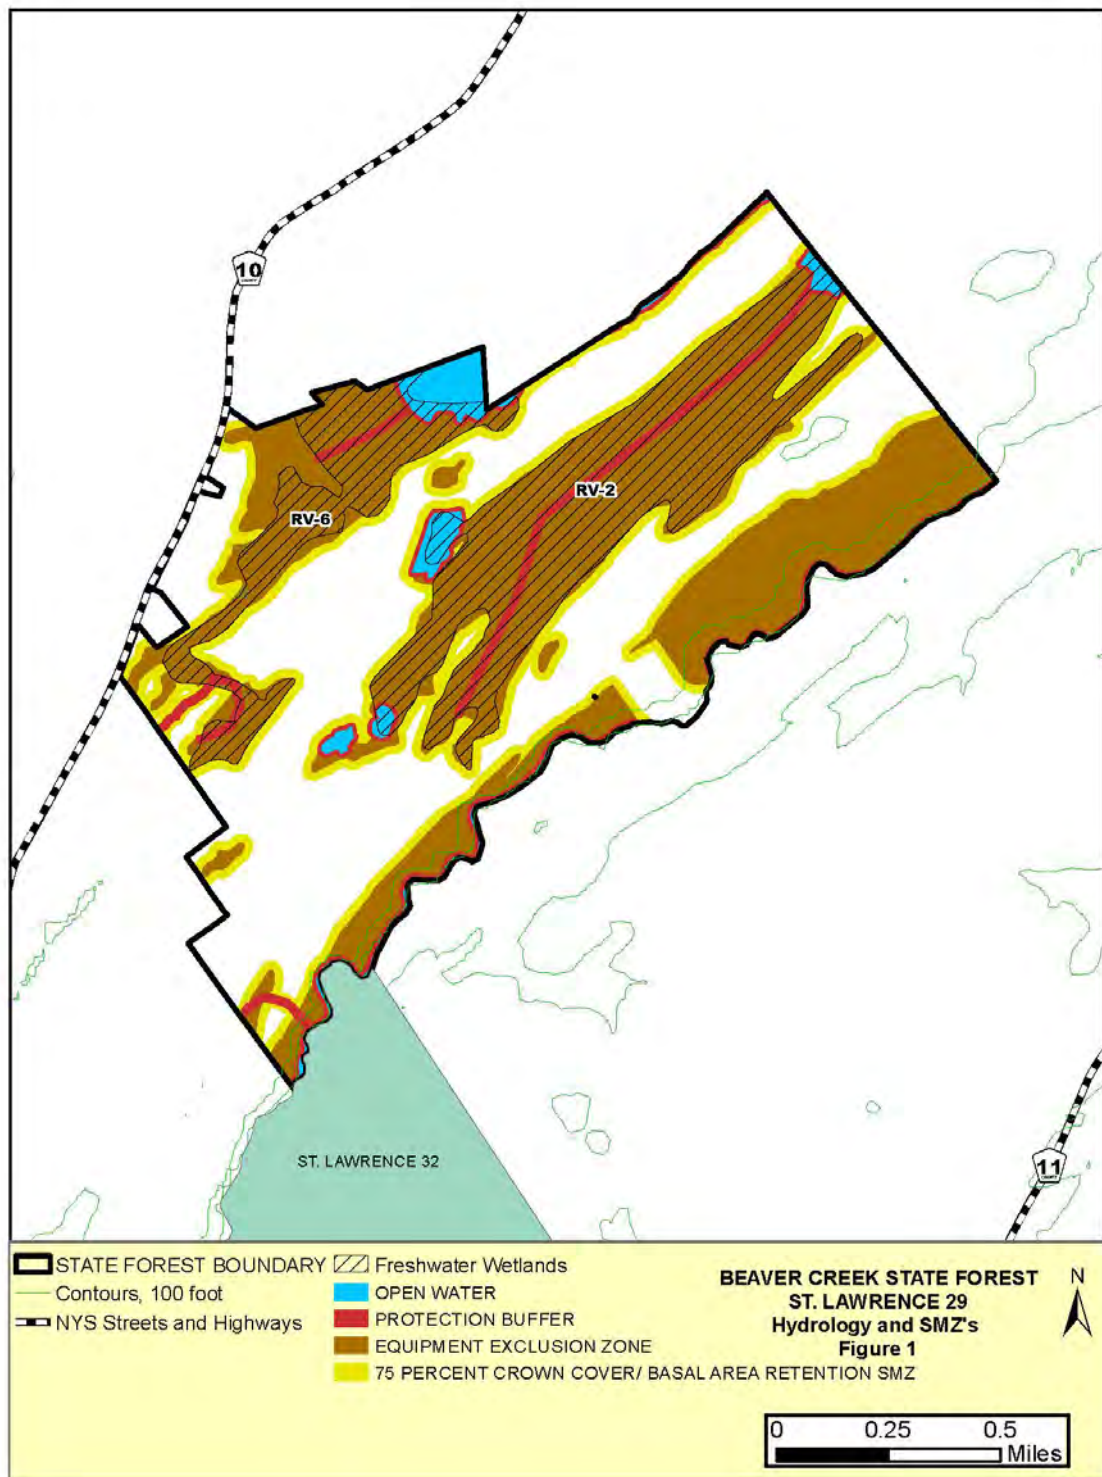 10
COUNTY
RV-2
RV-6
ST. LAWRENCE 32
11
COUNTY
STATE FOREST BOUNDARY
Contours, 100 foot
NYS Streets and Highways
Freshwater Wetlands
OPEN WATER
PROTECTION BUFFER
EQUIPMENT EXCLUSION ZONE
75 PERCENT CROWN COVER/ BASAL AREA RETENTION SMZ
BEAVER CREEK STATE FOREST
ST. LAWRENCE 29
Hydrology and SMZ's
Figure 1
N
0 0.25 0.5
Miles